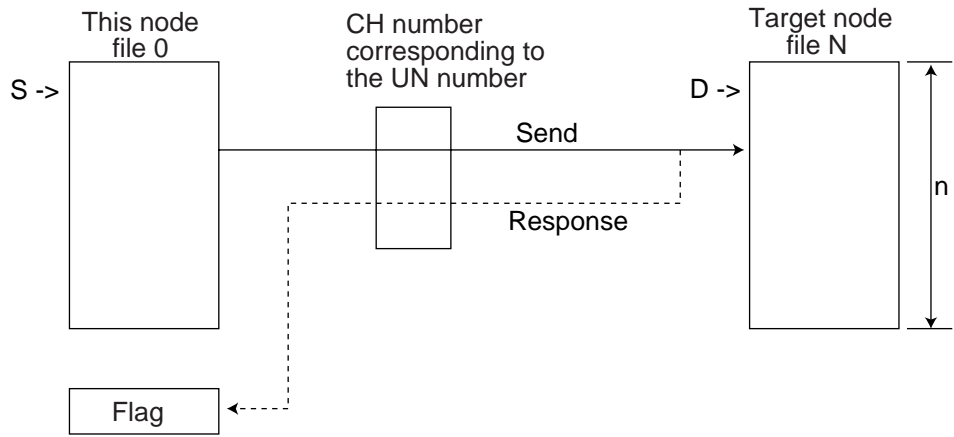 This node
file 0
CH number
corresponding to
the UN number
Target node
file N
S ->
D ->
Send
n
Response
Flag